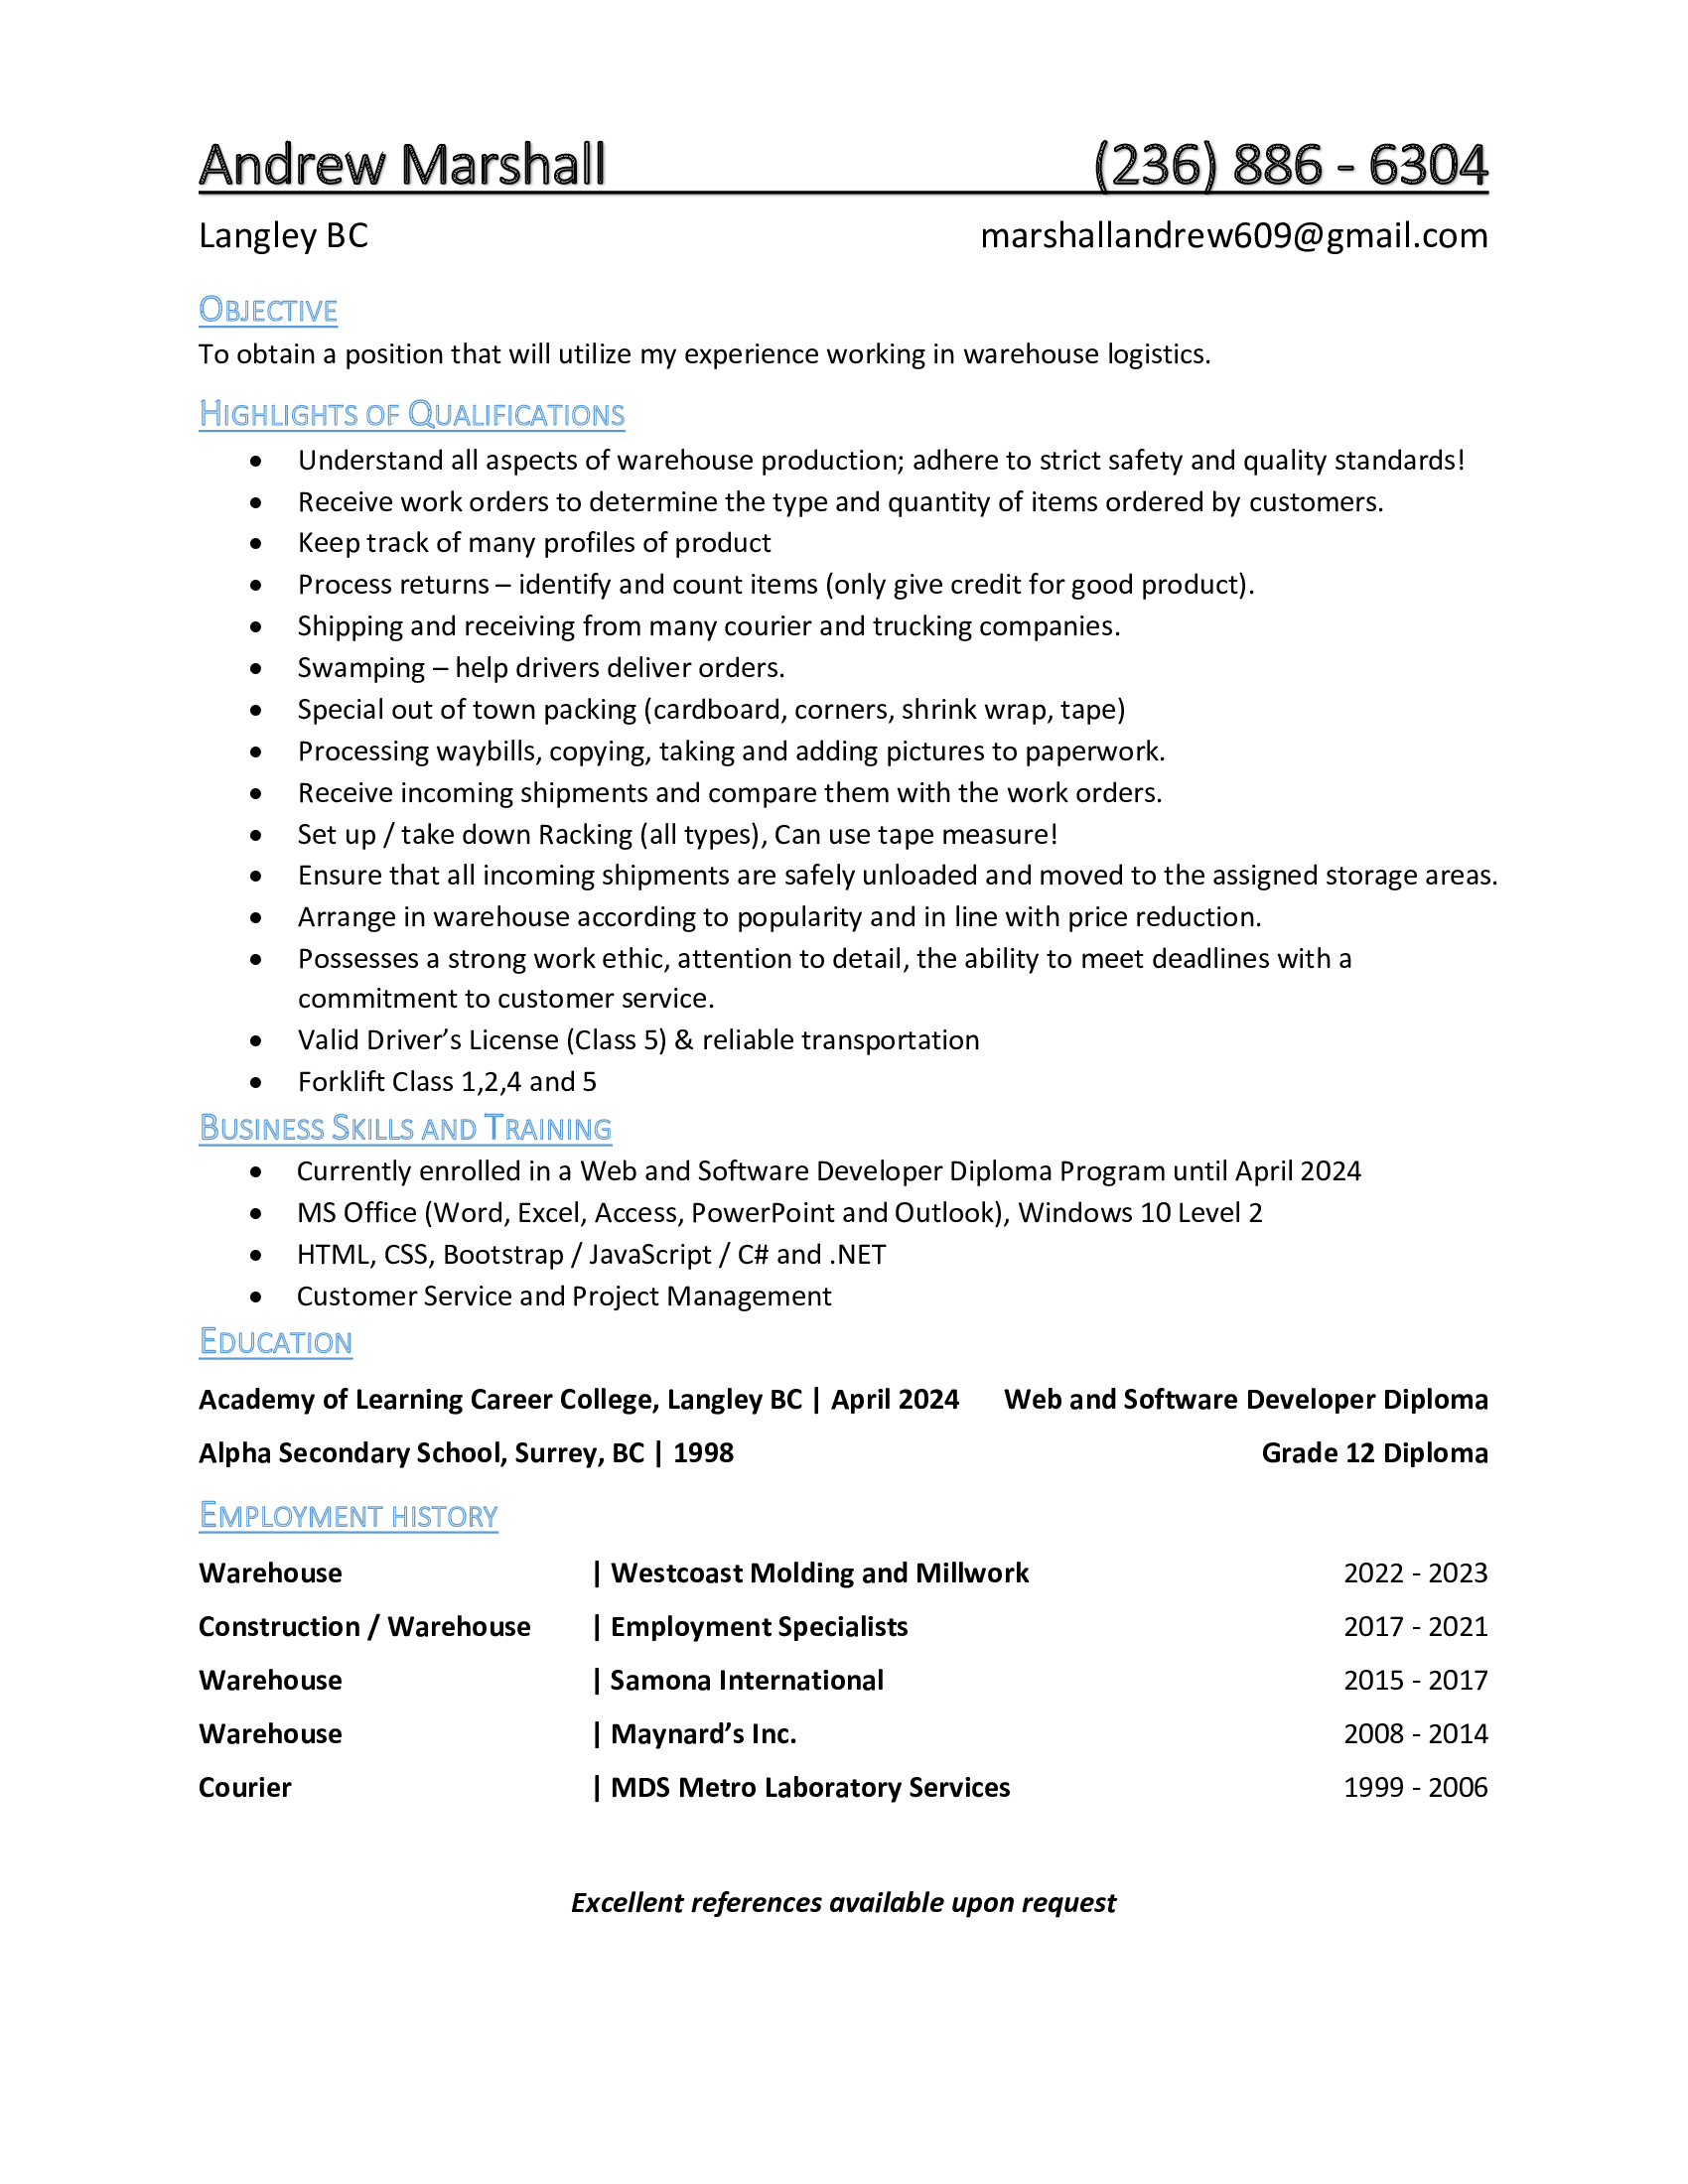 Andrew Marshall (236) 886 - 6304
Langley BC marshallandrew609@gmail.com
OBJECTIVE
To obtain a position that will utilize my experience working in warehouse logistics.
HIGHLIGHTS OF QUALIFICATIONS
• Understand all aspects of warehouse production; adhere to strict safety and quality standards!
• Receive work orders to determine the type and quantity of items ordered by customers.
• Keep track of many profiles of product
• Process returns – identify and count items (only give credit for good product).
• Shipping and receiving from many courier and trucking companies.
• Swamping – help drivers deliver orders.
• Special out of town packing (cardboard, corners, shrink wrap, tape)
• Processing waybills, copying, taking and adding pictures to paperwork.
• Receive incoming shipments and compare them with the work orders.
• Set up / take down Racking (all types), Can use tape measure!
• Ensure that all incoming shipments are safely unloaded and moved to the assigned storage areas.
• Arrange in warehouse according to popularity and in line with price reduction.
• Possesses a strong work ethic, attention to detail, the ability to meet deadlines with a
commitment to customer service.
• Valid Driver’s License (Class 5) & reliable transportation
• Forklift Class 1,2,4 and 5
BUSINESS SKILLS AND TRAINING
• Currently enrolled in a Web and Software Developer Diploma Program until April 2024
• MS Office (Word, Excel, Access, PowerPoint and Outlook), Windows 10 Level 2
• HTML, CSS, Bootstrap / JavaScript / C# and .NET
• Customer Service and Project Management
EDUCATION
Academy of Learning Career College, Langley BC | April 2024 Web and Software Developer Diploma
Alpha Secondary School, Surrey, BC | 1998 Grade 12 Diploma
EMPLOYMENT HISTORY
Warehouse | Westcoast Molding and Millwork 2022 - 2023
Construction / Warehouse | Employment Specialists 2017 - 2021
Warehouse | Samona International 2015 - 2017
Warehouse | Maynard’s Inc. 2008 - 2014
Courier | MDS Metro Laboratory Services 1999 - 2006
Excellent references available upon request